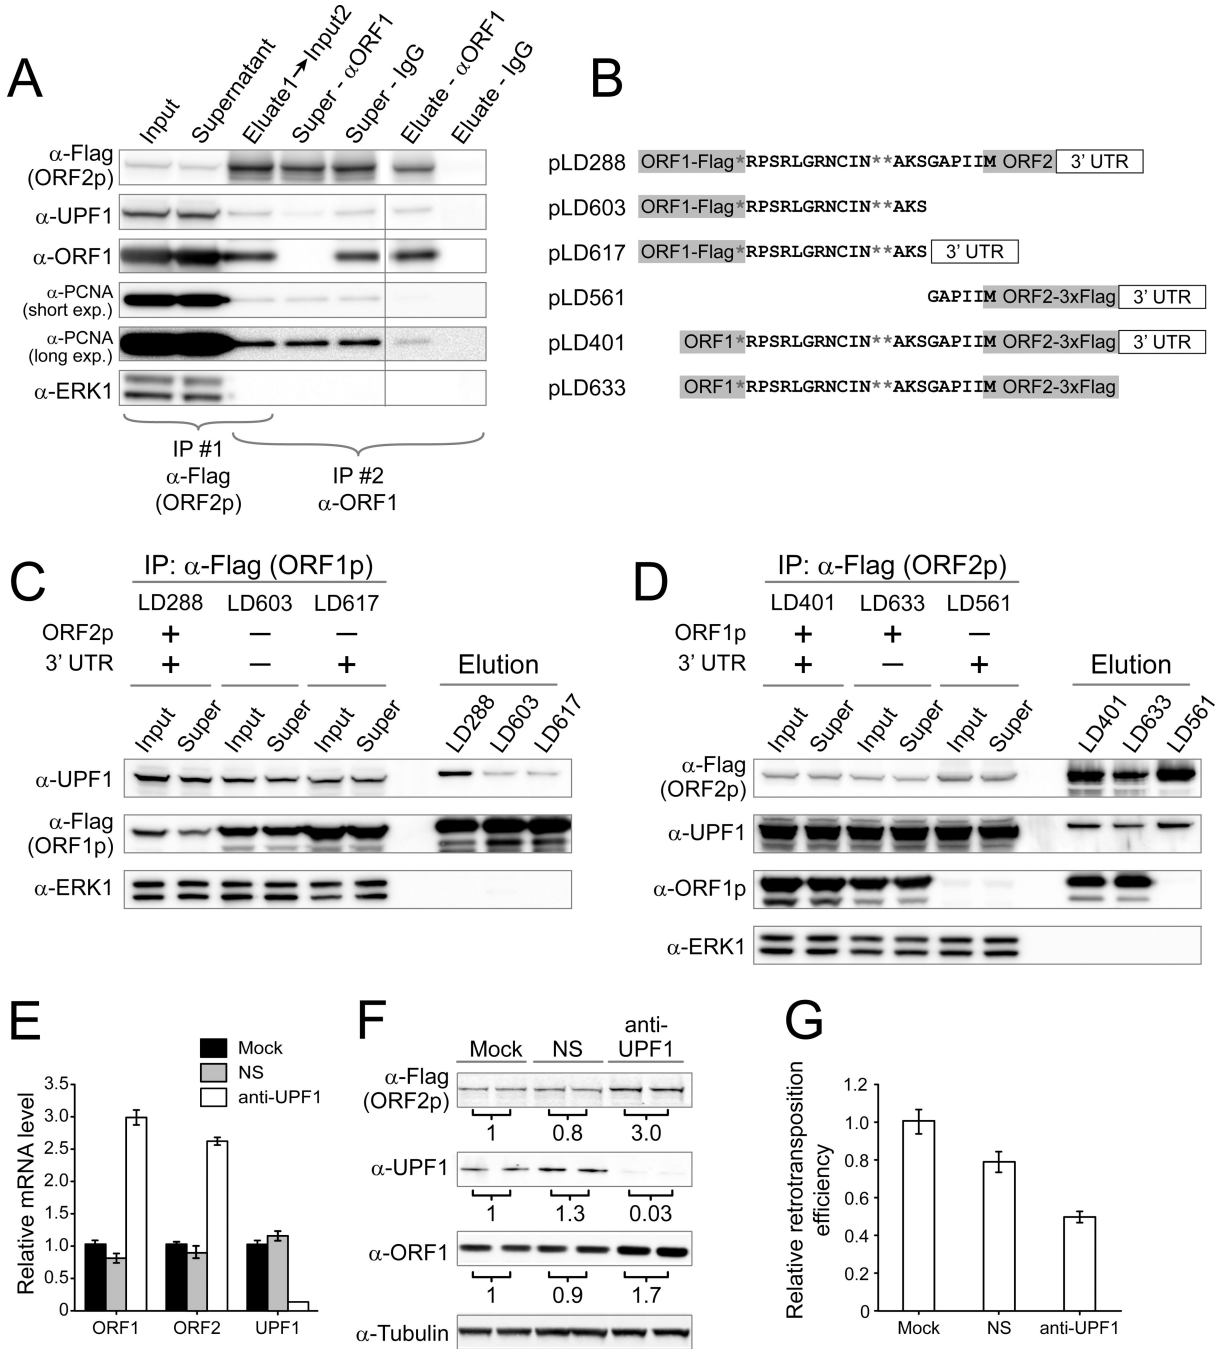 A
Input
Supernatant
Eluate1→Input2
Super - αORF1
Super - IgG
Eluate - αORF1
Eluate - IgG
α-Flag
(ORF2p)
α-UPF1
α-ORF1
α-PCNA
(short exp.)
α-PCNA
(long exp.)
α-ERK1
IP #1
α-Flag
(ORF2p)
IP #2
α-ORF1
B
pLD288 ORF1-Flag*RPSRLGRNCIN**AKSGAPIIM ORF2 3' UTR
pLD603 ORF1-Flag*RPSRLGRNCIN**AKS
pLD617 ORF1-Flag*RPSRLGRNCIN**AKS 3' UTR
pLD561 GAPIIM ORF2-3xFlag 3' UTR
pLD401 ORF1*RPSRLGRNCIN**AKSGAPIIM ORF2-3xFlag 3' UTR
pLD633 ORF1*RPSRLGRNCIN**AKSGAPIIM ORF2-3xFlag
C
IP: α-Flag (ORF1p)
LD288 LD603 LD617
ORF2p + – –
3' UTR + – +
Elution
Input Super Input Super Input Super LD288 LD603 LD617
α-UPF1
α-Flag
(ORF1p)
α-ERK1
D
IP: α-Flag (ORF2p)
LD401 LD633 LD561
ORF1p + + –
3' UTR + – +
Elution
Input Super Input Super Input Super LD401 LD633 LD561
α-Flag
(ORF2p)
α-UPF1
α-ORF1p
α-ERK1
E
Mock
NS
anti-UPF1
Relative mRNA level
3.5
3.0
2.5
2.0
1.5
1.0
0.5
0
ORF1 ORF2 UPF1
F
Mock NS anti-
UPF1
α-Flag
(ORF2p)
1 0.8 3.0
α-UPF1
1 1.3 0.03
α-ORF1
1 0.9 1.7
α-Tubulin
G
Relative retrotransposition
efficiency
1.2
1.0
0.8
0.6
0.4
0.2
0
Mock NS anti-UPF1